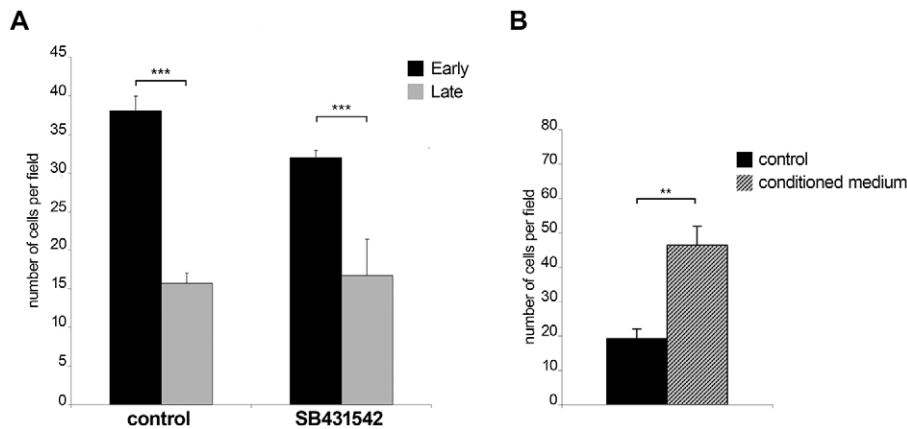 A
number of cells per field
45
40
35
30
25
20
15
10
5
0
***
***
Early
Late
control
SB431542
B
number of cells per field
80
70
60
50
40
30
20
10
0
**
control
conditioned medium